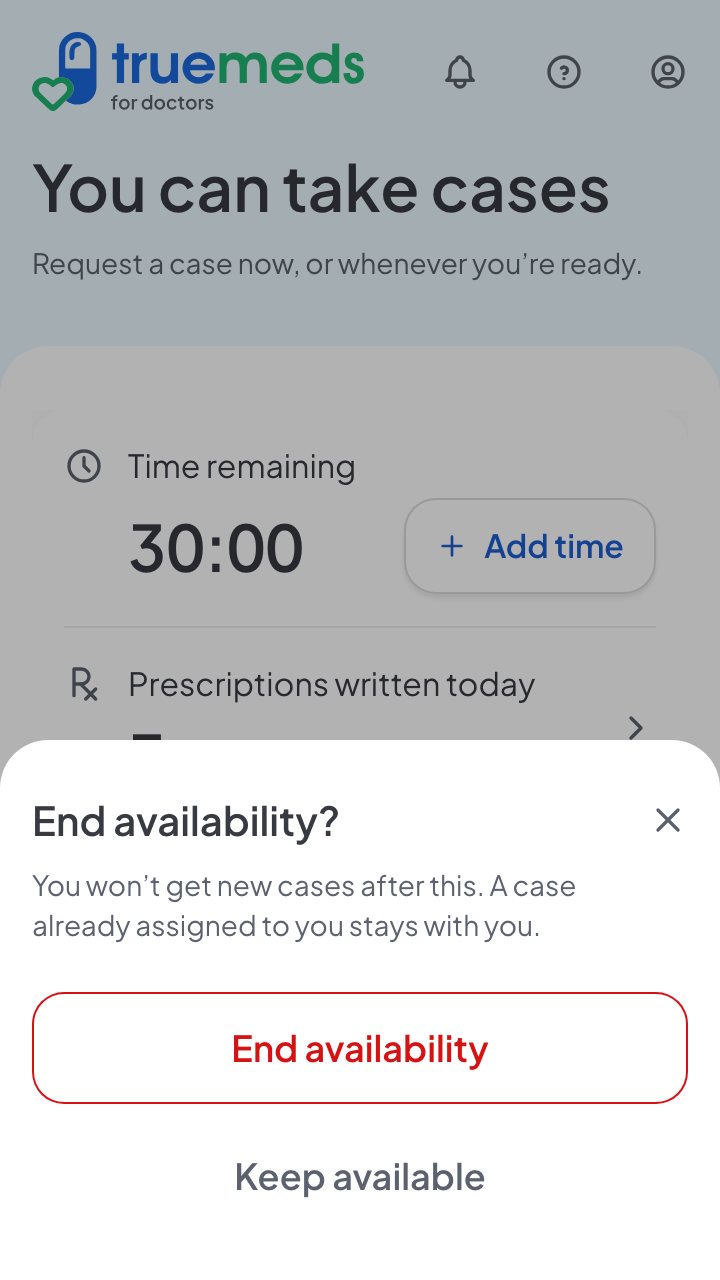 truemeds
for doctors
You can take cases
Request a case now, or whenever you’re ready.
Time remaining
30:00
+ Add time
Rx Prescriptions written today
End availability?
You won’t get new cases after this. A case
already assigned to you stays with you.
End availability
Keep available